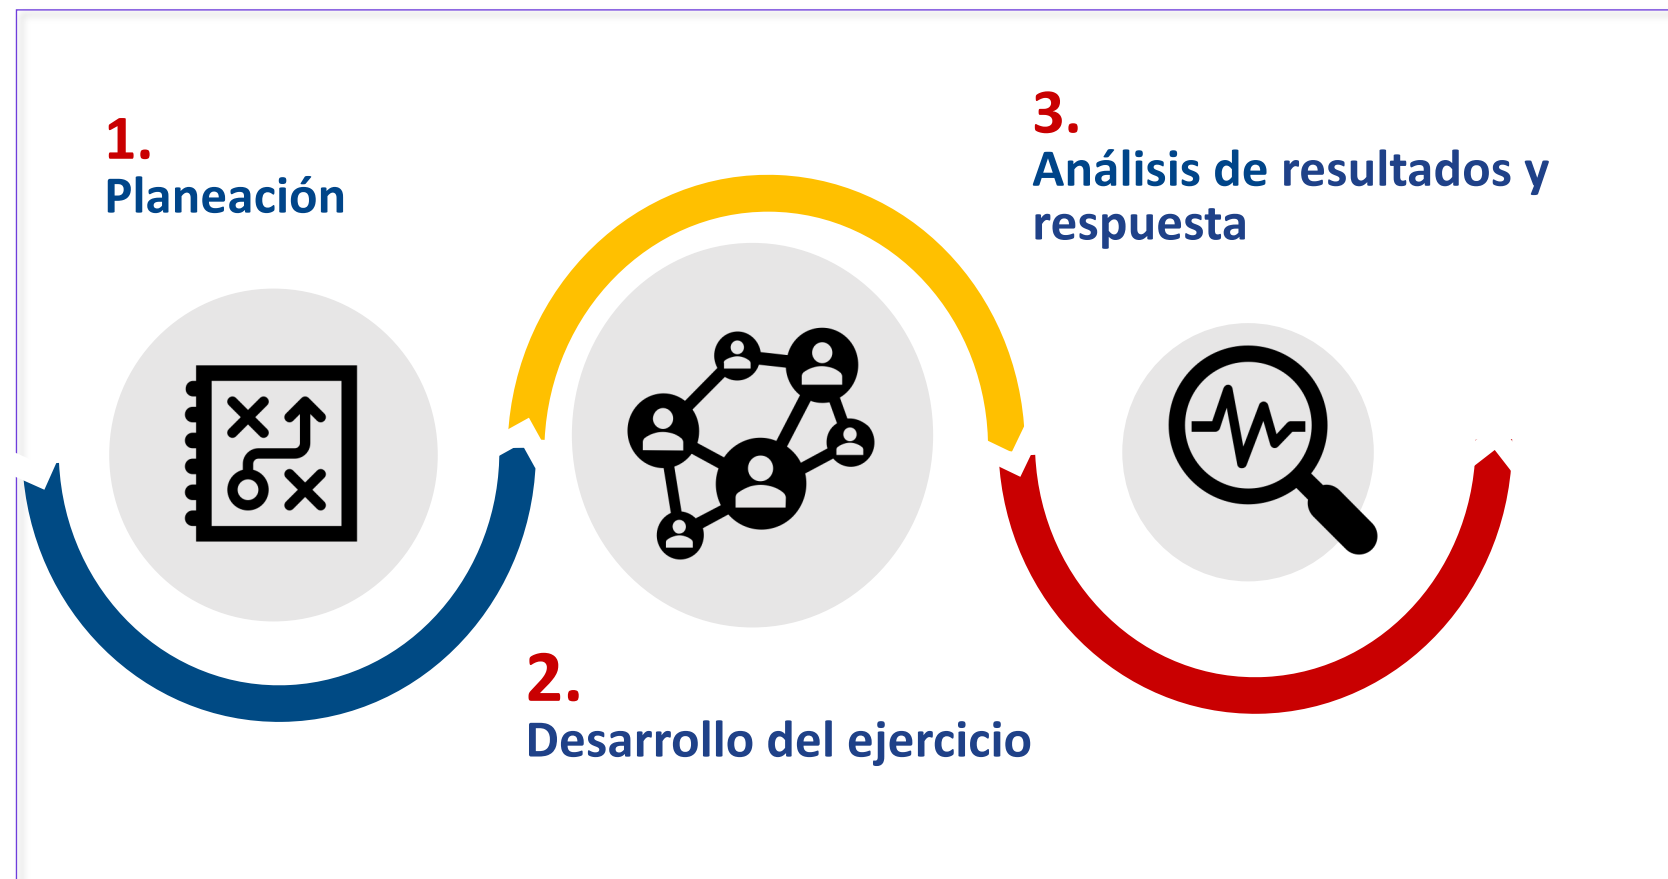 1.
Planeación
2.
Desarrollo del ejercicio
3.
Análisis de resultados y
respuesta